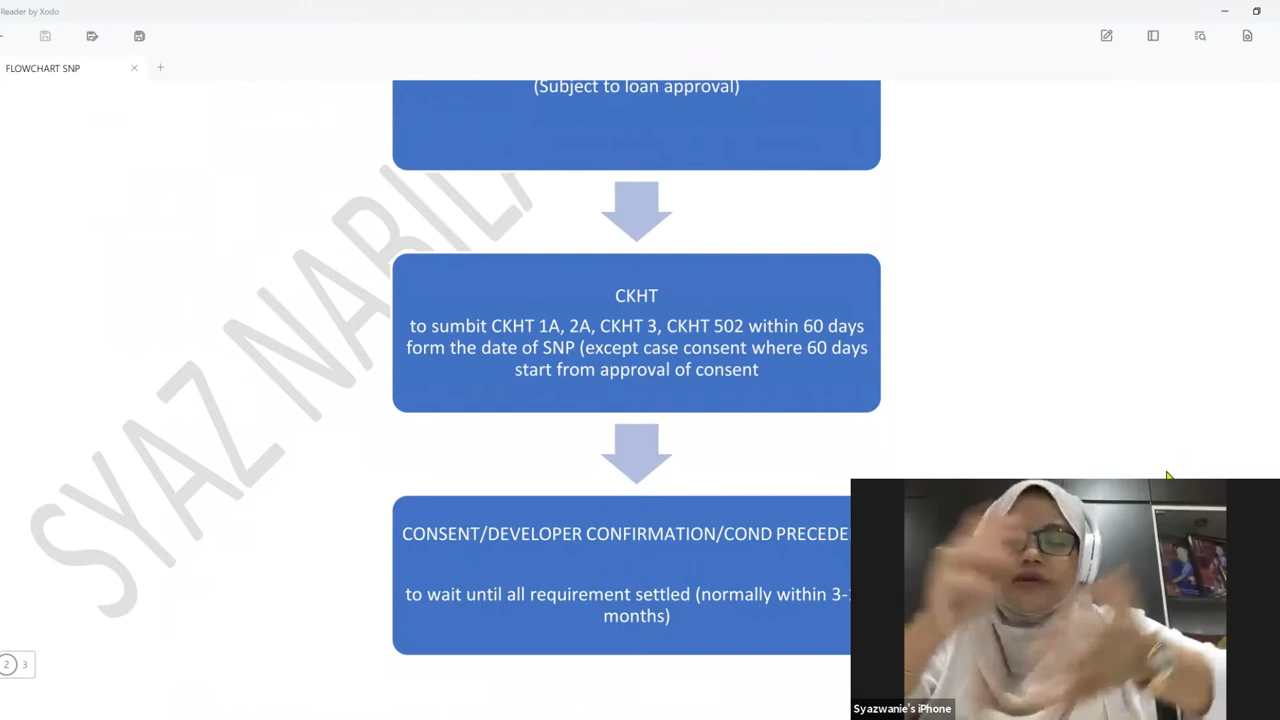 Reader by Xodo
FLOWCHART SNP
(Subject to loan approval)
CKHT
to sumbit CKHT 1A, 2A, CKHT 3, CKHT 502 within 60 days
form the date of SNP (except case consent where 60 days
start from approval of consent
CONSENT/DEVELOPER CONFIRMATION/COND PRECEDE
to wait until all requirement settled (normally within 3-
months)
SYAZ NABIL
2 3
Syazwanie's iPhone